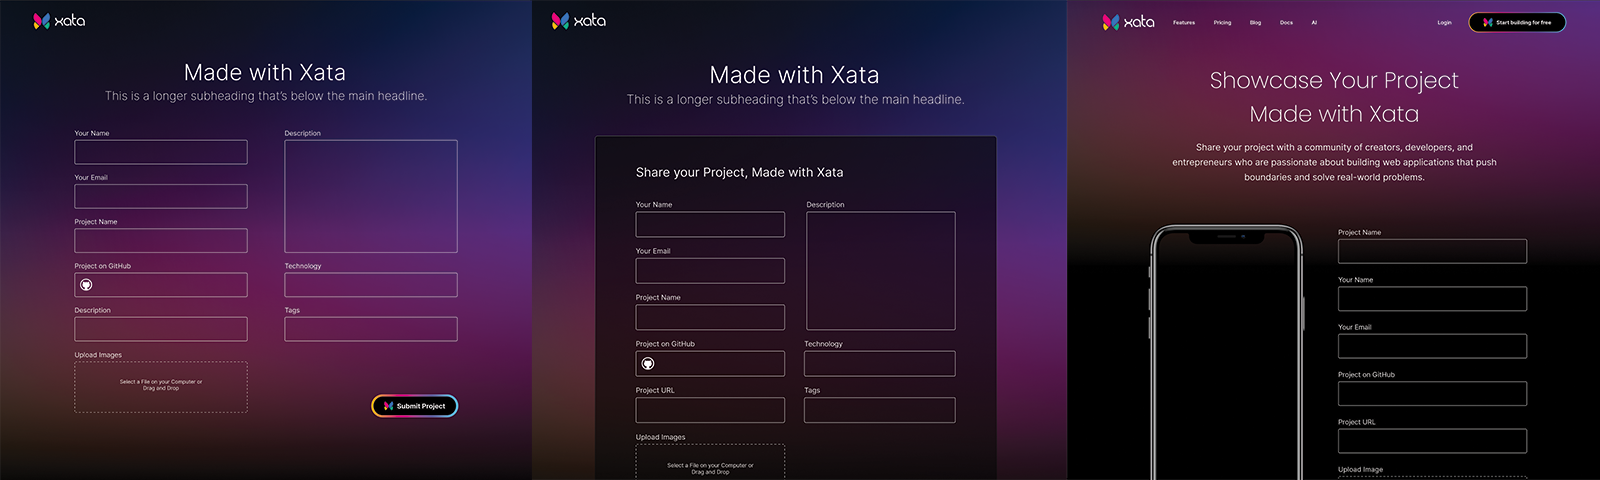 xata
Made with Xata
This is a longer subheading that's below the main headline.
Your Name
Your Email
Project Name
Project on GitHub
Description
Upload Images
Select a File on your Computer or
Drag and Drop
Description
Technology
Tags
Submit Project
xata
Made with Xata
This is a longer subheading that's below the main headline.
Share your Project, Made with Xata
Your Name
Your Email
Project Name
Project on GitHub
Project URL
Upload Images
Select a File on your Computer or
Drag and Drop
Description
Technology
Tags
xata Features Pricing Blog Docs AI Login Start building for free
Showcase Your Project
Made with Xata
Share your project with a community of creators, developers, and
entrepreneurs who are passionate about building web applications that push
boundaries and solve real-world problems.
Project Name
Your Name
Your Email
Project on GitHub
Project URL
Upload Image